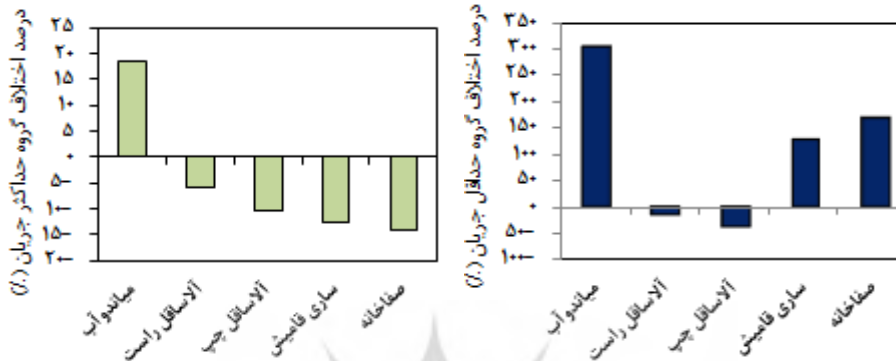 درصد اختلاف گروه حداکثر جریان (٪)
۲۵
۲۰
۱۵
۱۰
۵
۰
۵-
۱۰-
۱۵-
۲۰-
میاندوآب
آلاساقل راست
آلاساقل چپ
ساری قامیش
صفاخانه
درصد اختلاف گروه حداقل جریان (٪)
۳۵۰
۳۰۰
۲۵۰
۲۰۰
۱۵۰
۱۰۰
۵۰
۰
۵۰-
۱۰۰-
میاندوآب
آلاساقل راست
آلاساقل چپ
ساری قامیش
صفاخانه